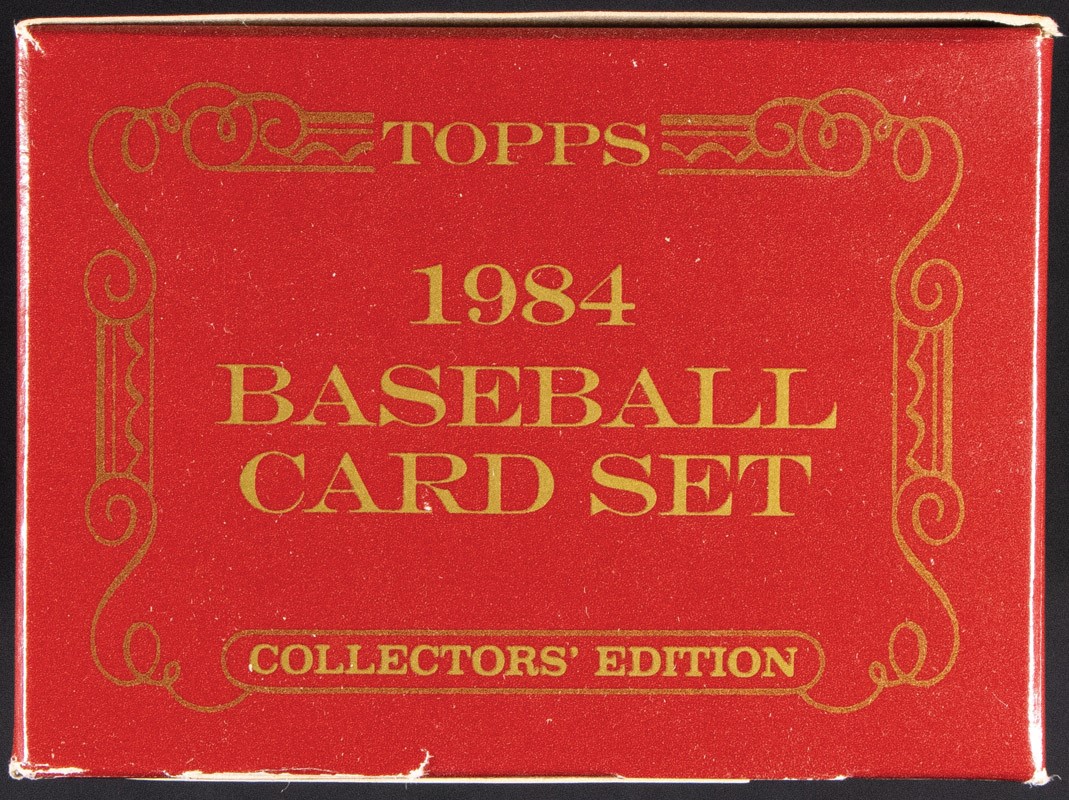 TOPPS
1984
BASEBALL
CARD SET
COLLECTORS' EDITION